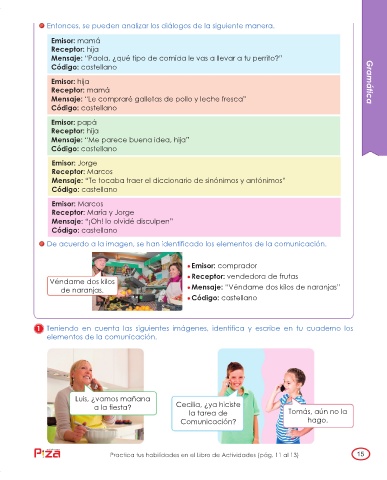 Entonces, se pueden analizar los diálogos de la siguiente manera.
Emisor: mamá
Receptor: hija
Mensaje: "Paola, ¿qué tipo de comida le vas a llevar a tu perrito?"
Código: castellano
Emisor: hija
Receptor: mamá
Mensaje: "Le compraré galletas de pollo y leche fresca"
Código: castellano
Emisor: papá
Receptor: hija
Mensaje: "Me parece buena idea, hija"
Código: castellano
Emisor: Jorge
Receptor: Marcos
Mensaje: "Te tocaba traer el diccionario de sinónimos y antónimos"
Código: castellano
Emisor: Marcos
Receptor: María y Jorge
Mensaje: "¡Oh! lo olvidé disculpen"
Código: castellano
Gramática
De acuerdo a la imagen, se han identificado los elementos de la comunicación.
Véndame dos kilos
de naranjas.
Emisor: comprador
Receptor: vendedora de frutas
Mensaje: "Véndame dos kilos de naranjas"
Código: castellano
1 Teniendo en cuenta las siguientes imágenes, identifica y escribe en tu cuaderno los
elementos de la comunicación.
Luis, ¿vamos mañana
a la fiesta?
Cecilia, ¿ya hiciste
la tarea de
Comunicación?
Tomás, aún no la
hago.
Pizza
Practica tus habilidades en el Libro de Actividades (pág. 11 al 13)
15